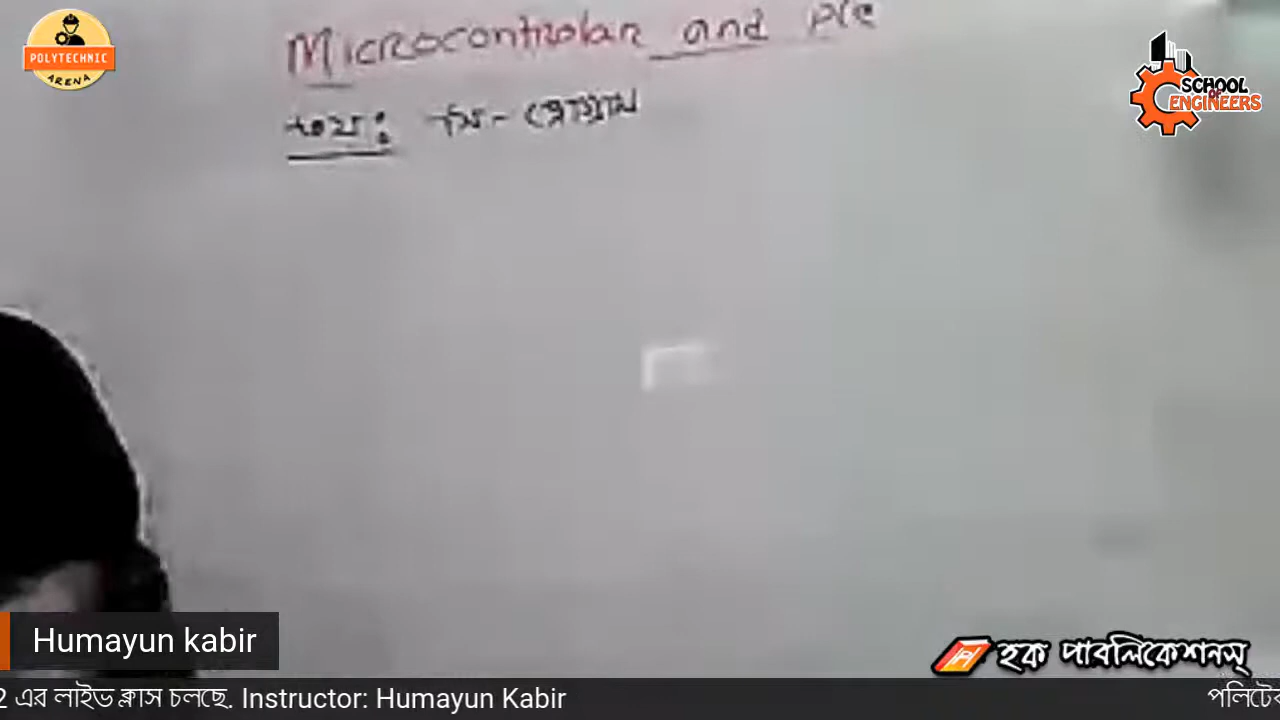 Microcontrolar and Plc
POLYTECHNIC
ARENA
SCHOOL
OF
ENGINEERS
Humayun kabir
হক পাবলিকেশনস্
2 এর লাইভ ক্লাস চলছে. Instructor: Humayun Kabir